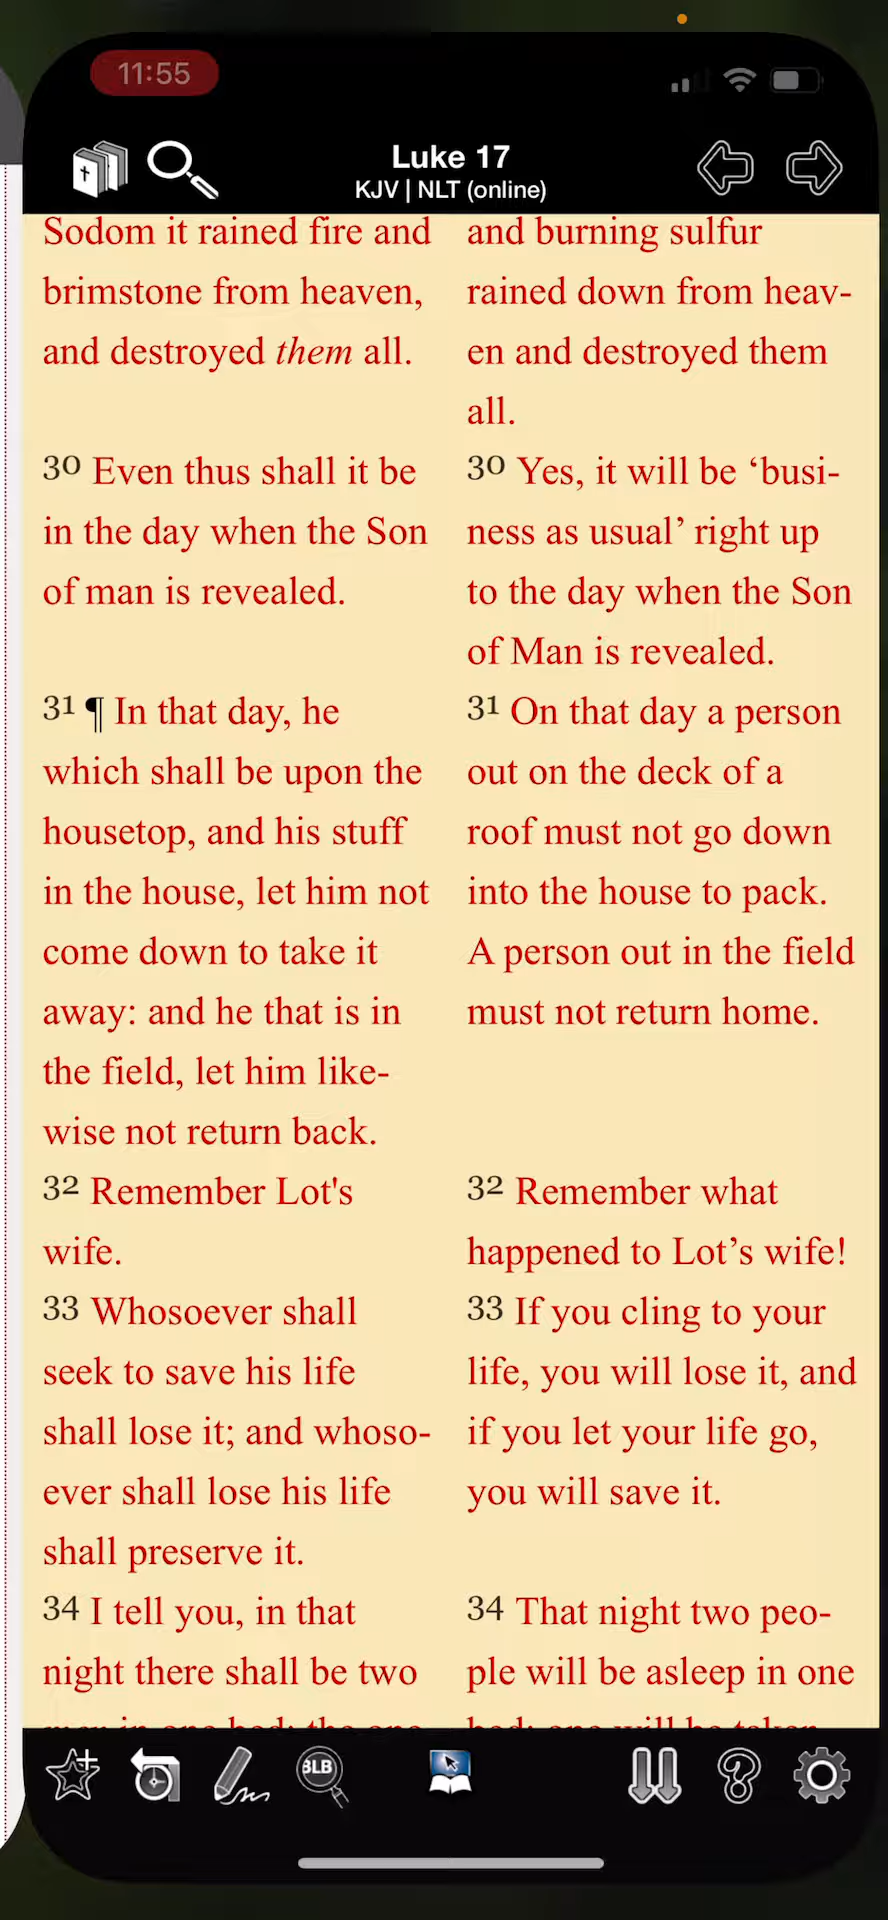 11:55
Luke 17
KJV | NLT (online)
Sodom it rained fire and
brimstone from heaven,
and destroyed them all.
30 Even thus shall it be
in the day when the Son
of man is revealed.
31 ¶ In that day, he
which shall be upon the
housetop, and his stuff
in the house, let him not
come down to take it
away: and he that is in
the field, let him like-
wise not return back.
32 Remember Lot's
wife.
33 Whosoever shall
seek to save his life
shall lose it; and whoso-
ever shall lose his life
shall preserve it.
34 I tell you, in that
night there shall be two
men in one bed; the one
and burning sulfur
rained down from heav-
en and destroyed them
all.
30 Yes, it will be ‘busi-
ness as usual’ right up
to the day when the Son
of Man is revealed.
31 On that day a person
out on the deck of a
roof must not go down
into the house to pack.
A person out in the field
must not return home.
32 Remember what
happened to Lot’s wife!
33 If you cling to your
life, you will lose it, and
if you let your life go,
you will save it.
34 That night two peo-
ple will be asleep in one
bed; one will be taken
BLB